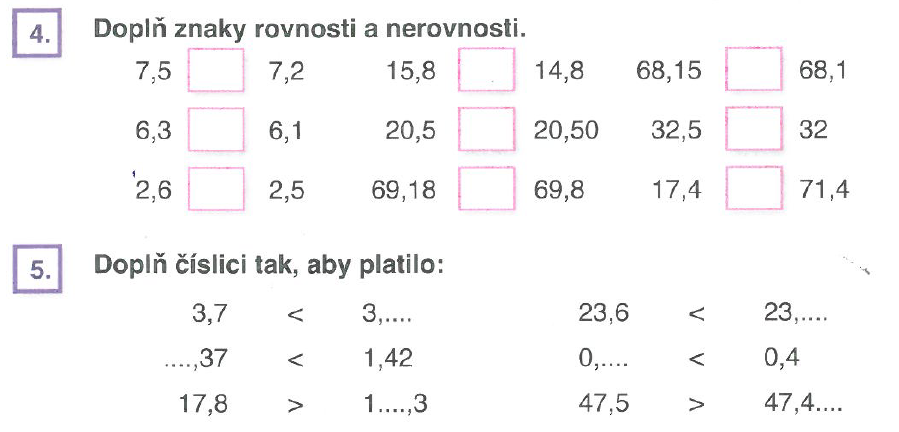 4. Doplň znaky rovnosti a nerovnosti.
7,5 7,2 15,8 14,8 68,15 68,1
6,3 6,1 20,5 20,50 32,5 32
2,6 2,5 69,18 69,8 17,4 71,4
5. Doplň číslici tak, aby platilo:
3,7 < 3,.... 23,6 < 23,....
....,37 < 1,42 0,.... < 0,4
17,8 > 1....,3 47,5 > 47,4....